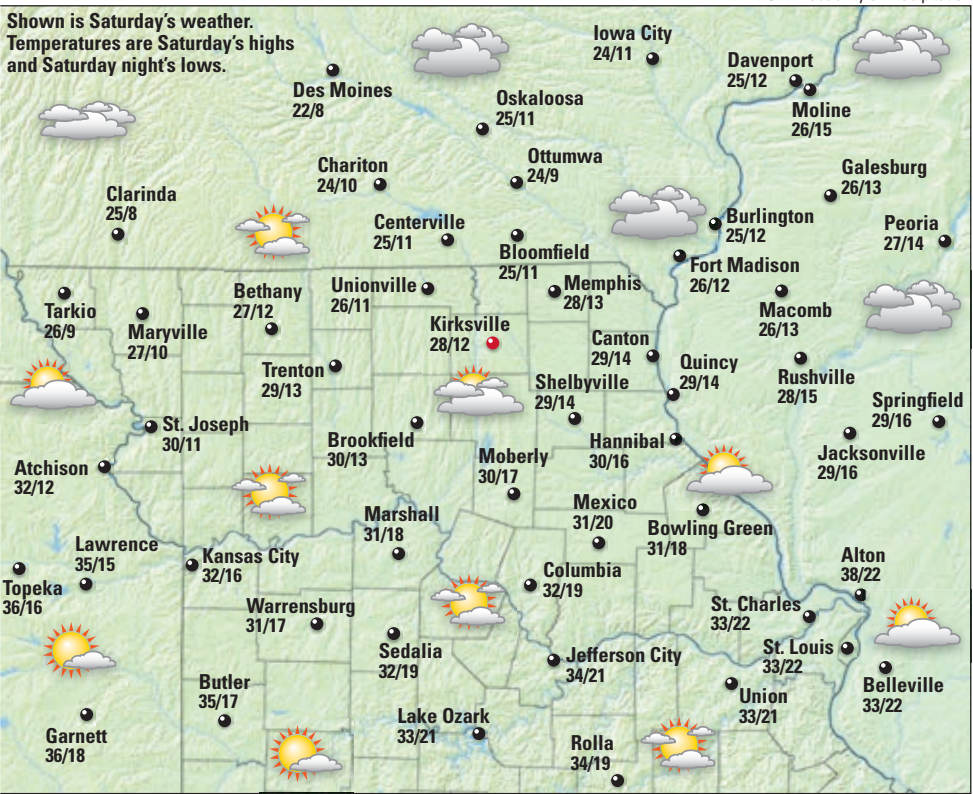 Shown is Saturday's weather.
Temperatures are Saturday's highs
and Saturday night's lows.
Iowa City
24/11
Davenport
25/12
Des Moines
22/8
Moline
26/15
Oskaloosa
25/11
Chariton
24/10
Ottumwa
24/9
Galesburg
26/13
Clarinda
25/8
Centerville
25/11
Burlington
25/12
Peoria
27/14
Bloomfield
25/11
Fort Madison
26/12
Tarkio
26/9
Maryville
27/10
Bethany
27/12
Unionville
26/11
Memphis
28/13
Macomb
26/13
Kirksville
28/12
Canton
29/14
Trenton
29/13
Quincy
29/14
Rushville
28/15
Shelbyville
29/14
Springfield
29/16
St. Joseph
30/11
Brookfield
30/13
Hannibal
30/16
Jacksonville
29/16
Atchison
32/12
Moberly
30/17
Mexico
31/20
Bowling Green
31/18
Marshall
31/18
Lawrence
35/15
Kansas City
32/16
Alton
38/22
Topeka
36/16
Columbia
32/19
Warrensburg
31/17
St. Charles
33/22
Sedalia
32/19
Jefferson City
34/21
St. Louis
33/22
Belleville
33/22
Butler
35/17
Union
33/21
Garnett
36/18
Lake Ozark
33/21
Rolla
34/19